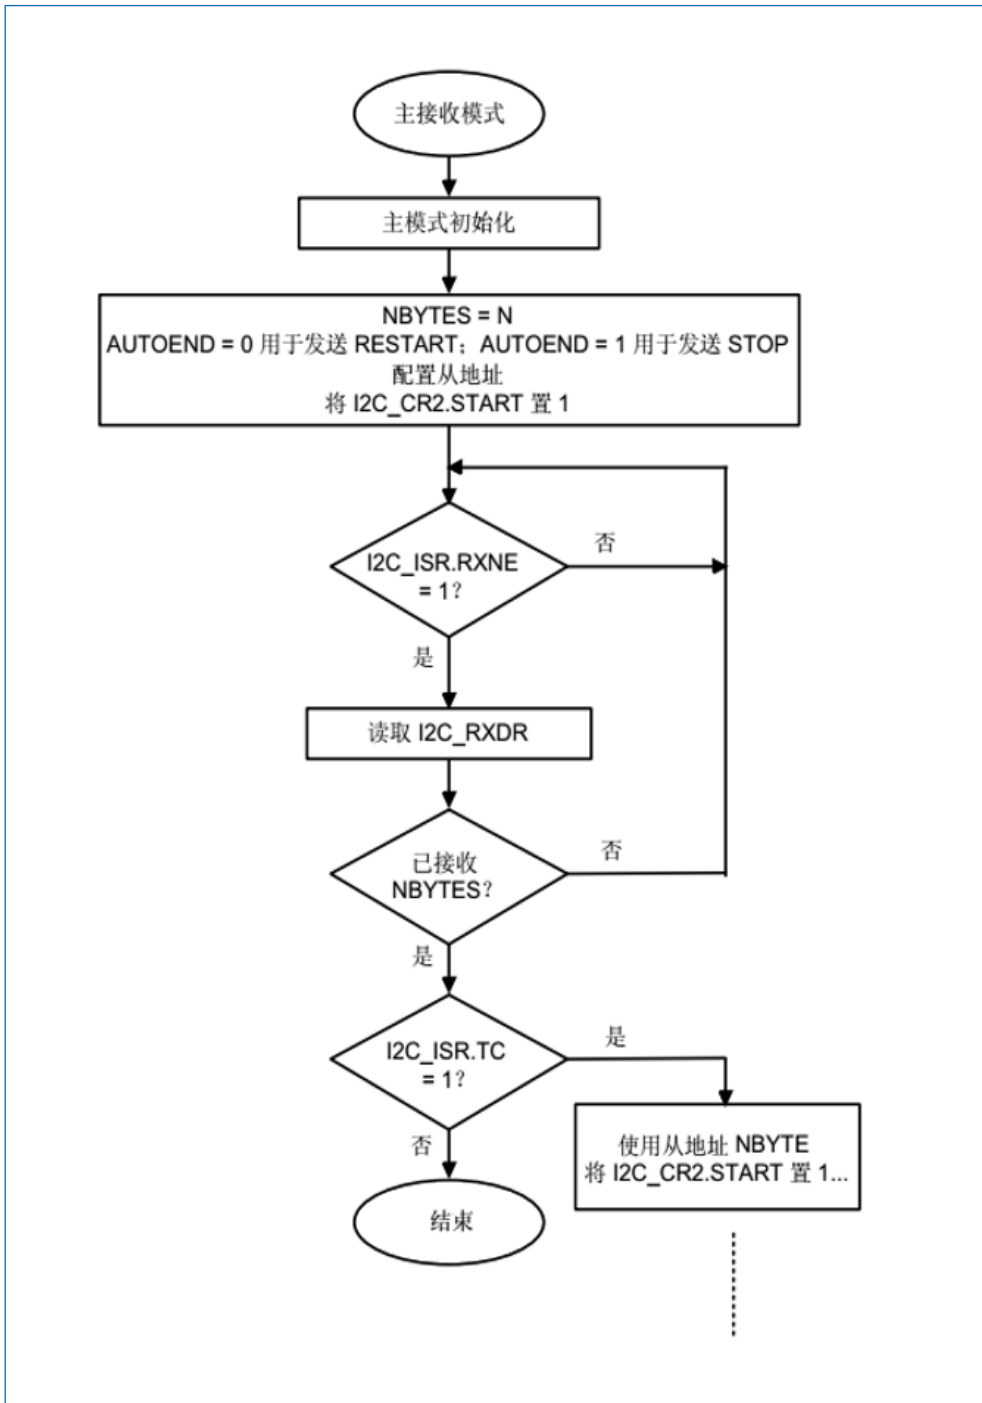 主接收模式
主模式初始化
NBYTES = N
AUTOEND = 0 用于发送 RESTART；AUTOEND = 1 用于发送 STOP
配置从地址
将 I2C_CR2.START 置 1
I2C_ISR.RXNE
= 1？
否
是
读取 I2C_RXDR
已接收
NBYTES？
否
是
I2C_ISR.TC
= 1？
是
否
使用从地址 NBYTE
将 I2C_CR2.START 置 1...
结束